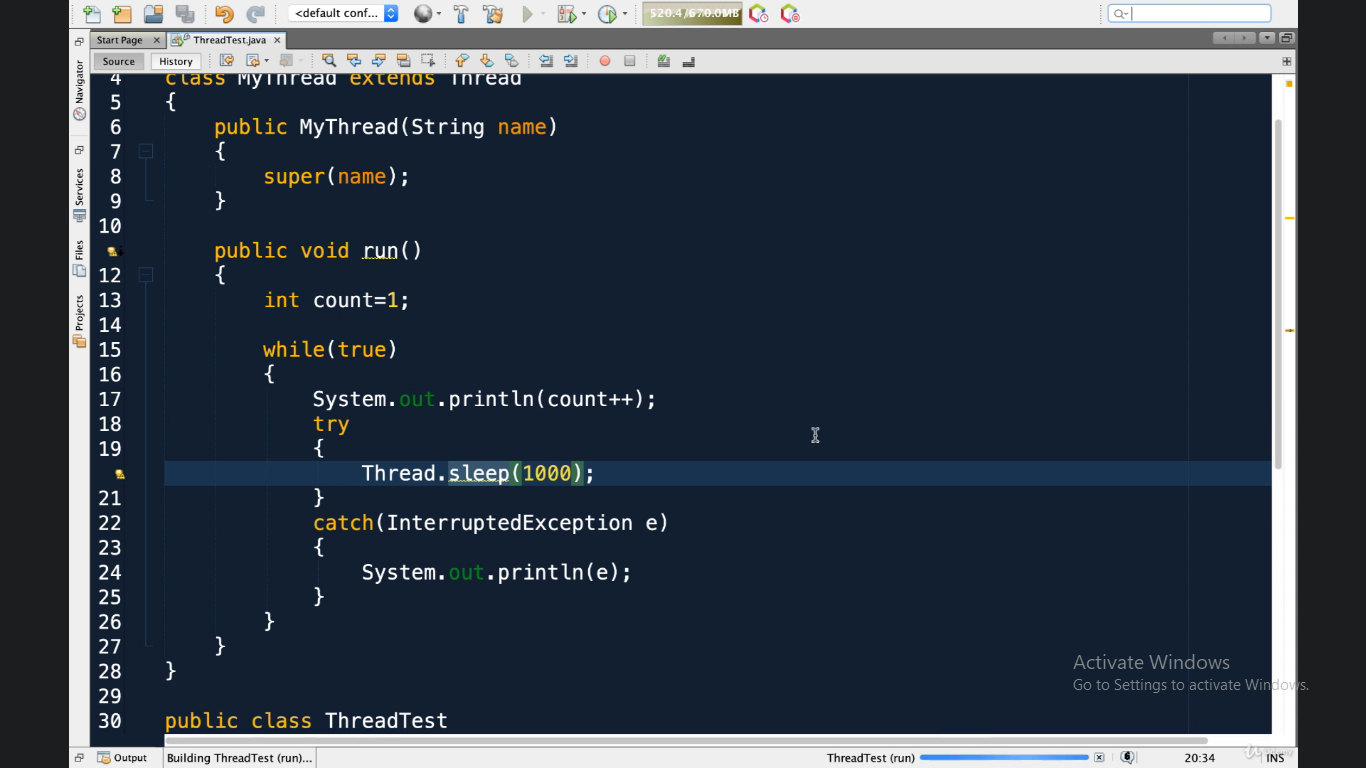 <default conf...
520.4/670.0MB
Start Page
ThreadTest.java
Source
History
Navigator
Services
Files
Projects
4 class MyThread extends Thread
5 {
6 public MyThread(String name)
7 {
8 super(name);
9 }
10
public void run()
12 {
13 int count=1;
14
15 while(true)
16 {
17 System.out.println(count++);
18 try
19 {
Thread.sleep(1000);
21 }
22 catch(InterruptedException e)
23 {
24 System.out.println(e);
25 }
26 }
27 }
28 }
29
30 public class ThreadTest
Activate Windows
Go to Settings to activate Windows.
Output
Building ThreadTest (run)...
ThreadTest (run)
20:34
INS